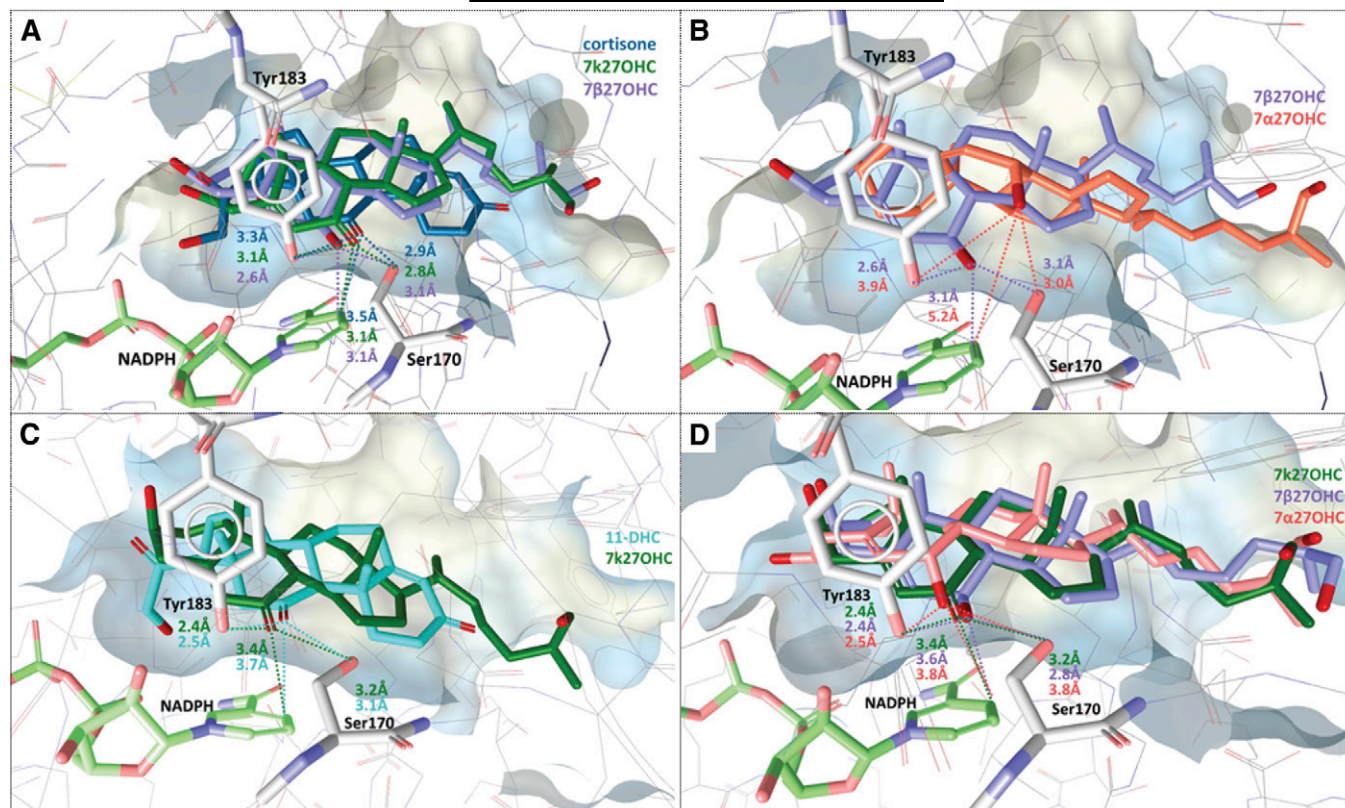 A
cortisone
7k27OHC
7β27OHC
Tyr183
3.3Å
3.1Å
2.6Å
2.9Å
2.8Å
3.1Å
3.5Å
3.1Å
3.1Å
NADPH
Ser170
B
7β27OHC
7α27OHC
Tyr183
2.6Å
3.9Å
3.1Å
5.2Å
3.1Å
3.0Å
NADPH
Ser170
C
11-DHC
7k27OHC
Tyr183
2.4Å
2.5Å
3.4Å
3.7Å
3.2Å
3.1Å
NADPH
Ser170
D
7k27OHC
7β27OHC
7α27OHC
Tyr183
2.4Å
2.4Å
2.5Å
3.4Å
3.6Å
3.8Å
3.2Å
2.8Å
3.8Å
NADPH
Ser170